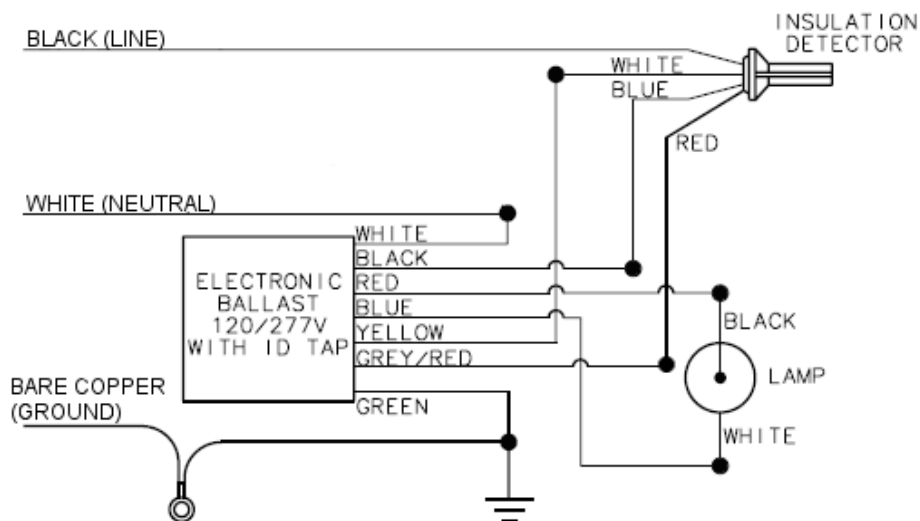 INSULATION
DETECTOR
BLACK (LINE)
WHITE
BLUE
RED
WHITE (NEUTRAL)
WHITE
BLACK
ELECTRONIC
BALLAST
120/277V
WITH ID TAP
RED
BLUE
YELLOW
GREY/RED
GREEN
BLACK
LAMP
WHITE
BARE COPPER
(GROUND)